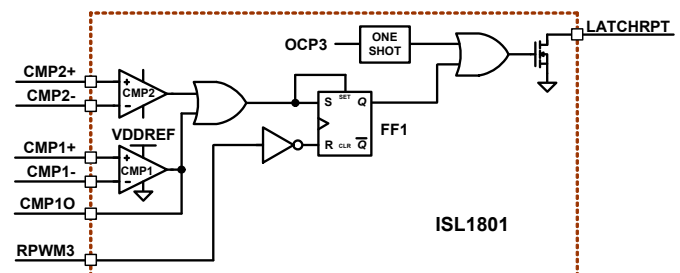 LATCHRPT
OCP3
ONE
SHOT
CMP2+
CMP2-
+
-
CMP2
S
SET
Q
FF1
R
CLR
Q
VDDREF
CMP1+
CMP1-
+
-
CMP1
CMP1O
RPWM3
ISL1801